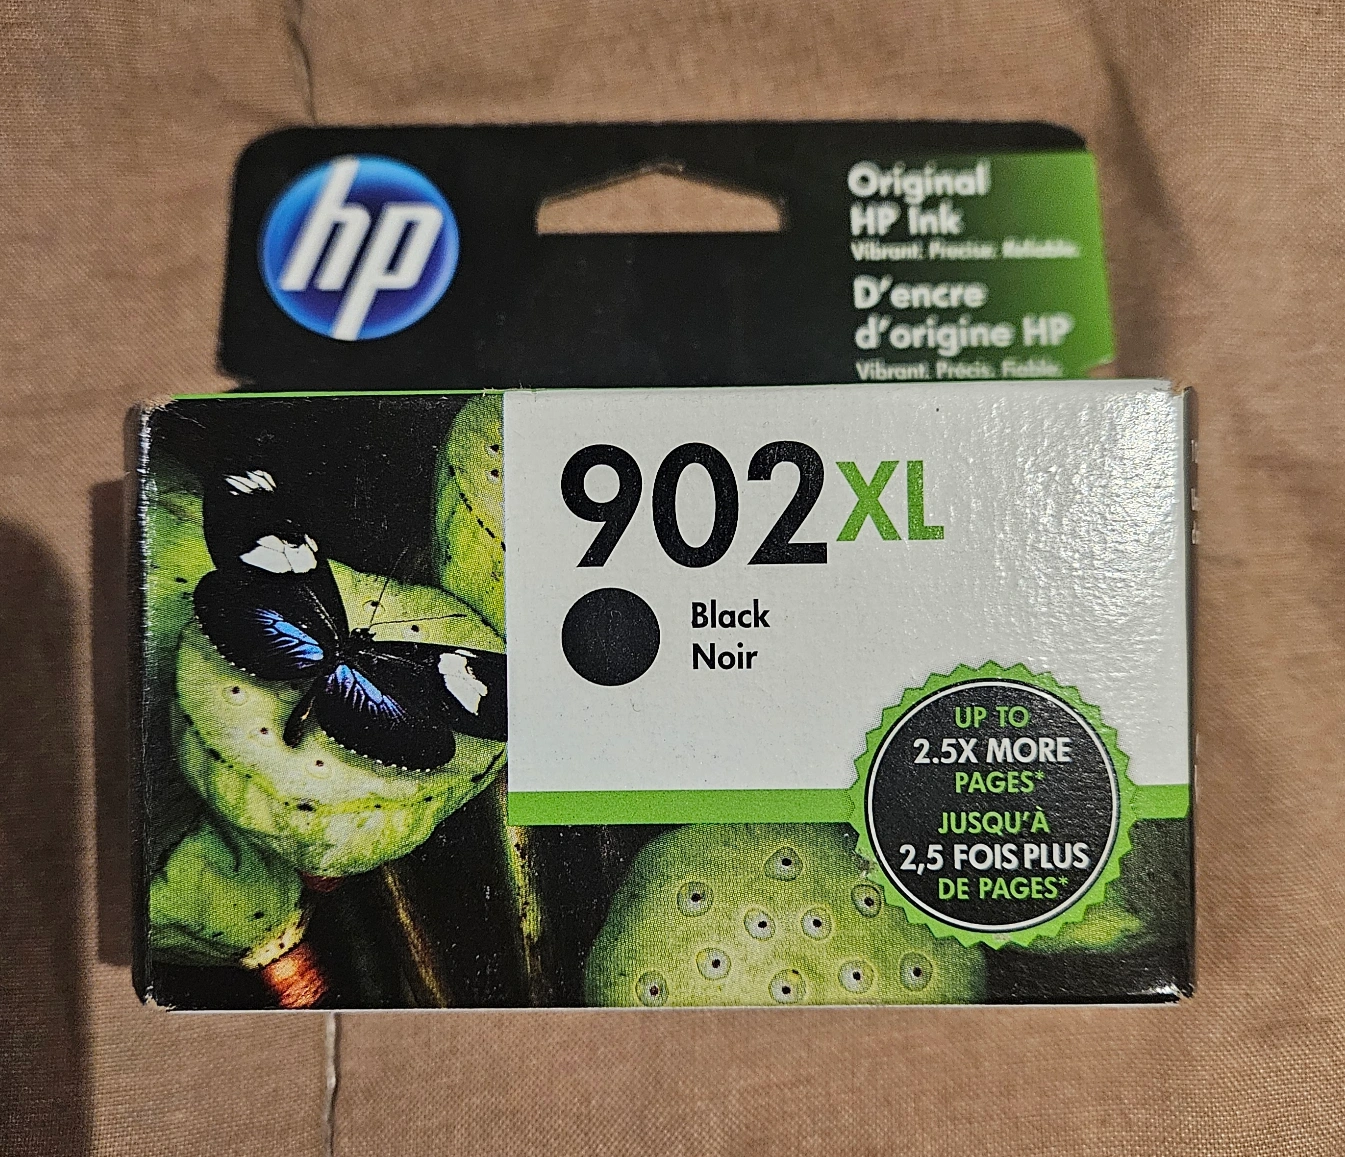 hp
Original
HP Ink
Vibrant. Precise. Reliable.
D'encre
d'origine HP
Vibrant. Précis. Fiable.
902XL
Black
Noir
UP TO
2.5X MORE
PAGES*
JUSQU'À
2,5 FOIS PLUS
DE PAGES*